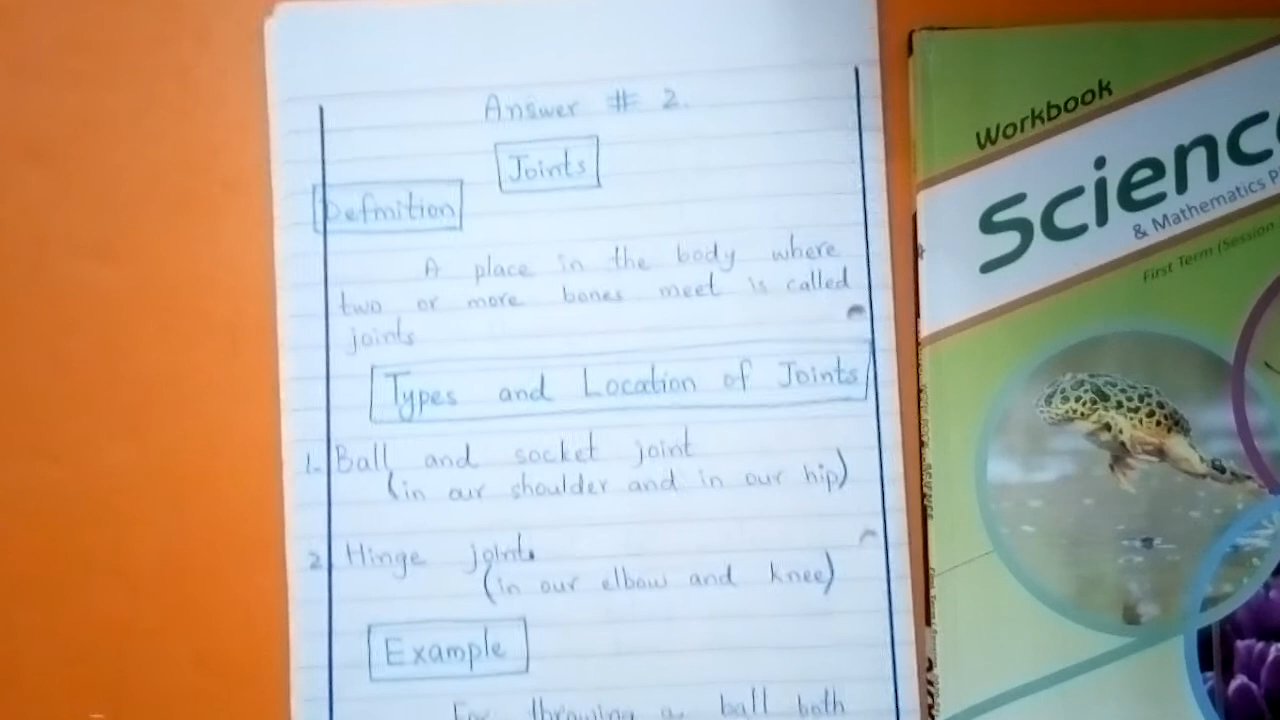 Answer # 2.
Joints
Definition
A place in the body where
two or more bones meet is called
joints
Types and Location of Joints
1. Ball and socket joint
(in our shoulder and in our hip)
2. Hinge joint.
(in our elbow and knee)
Example
For throwing a ball both
Workbook
Science
& Mathematics
First Term (Session